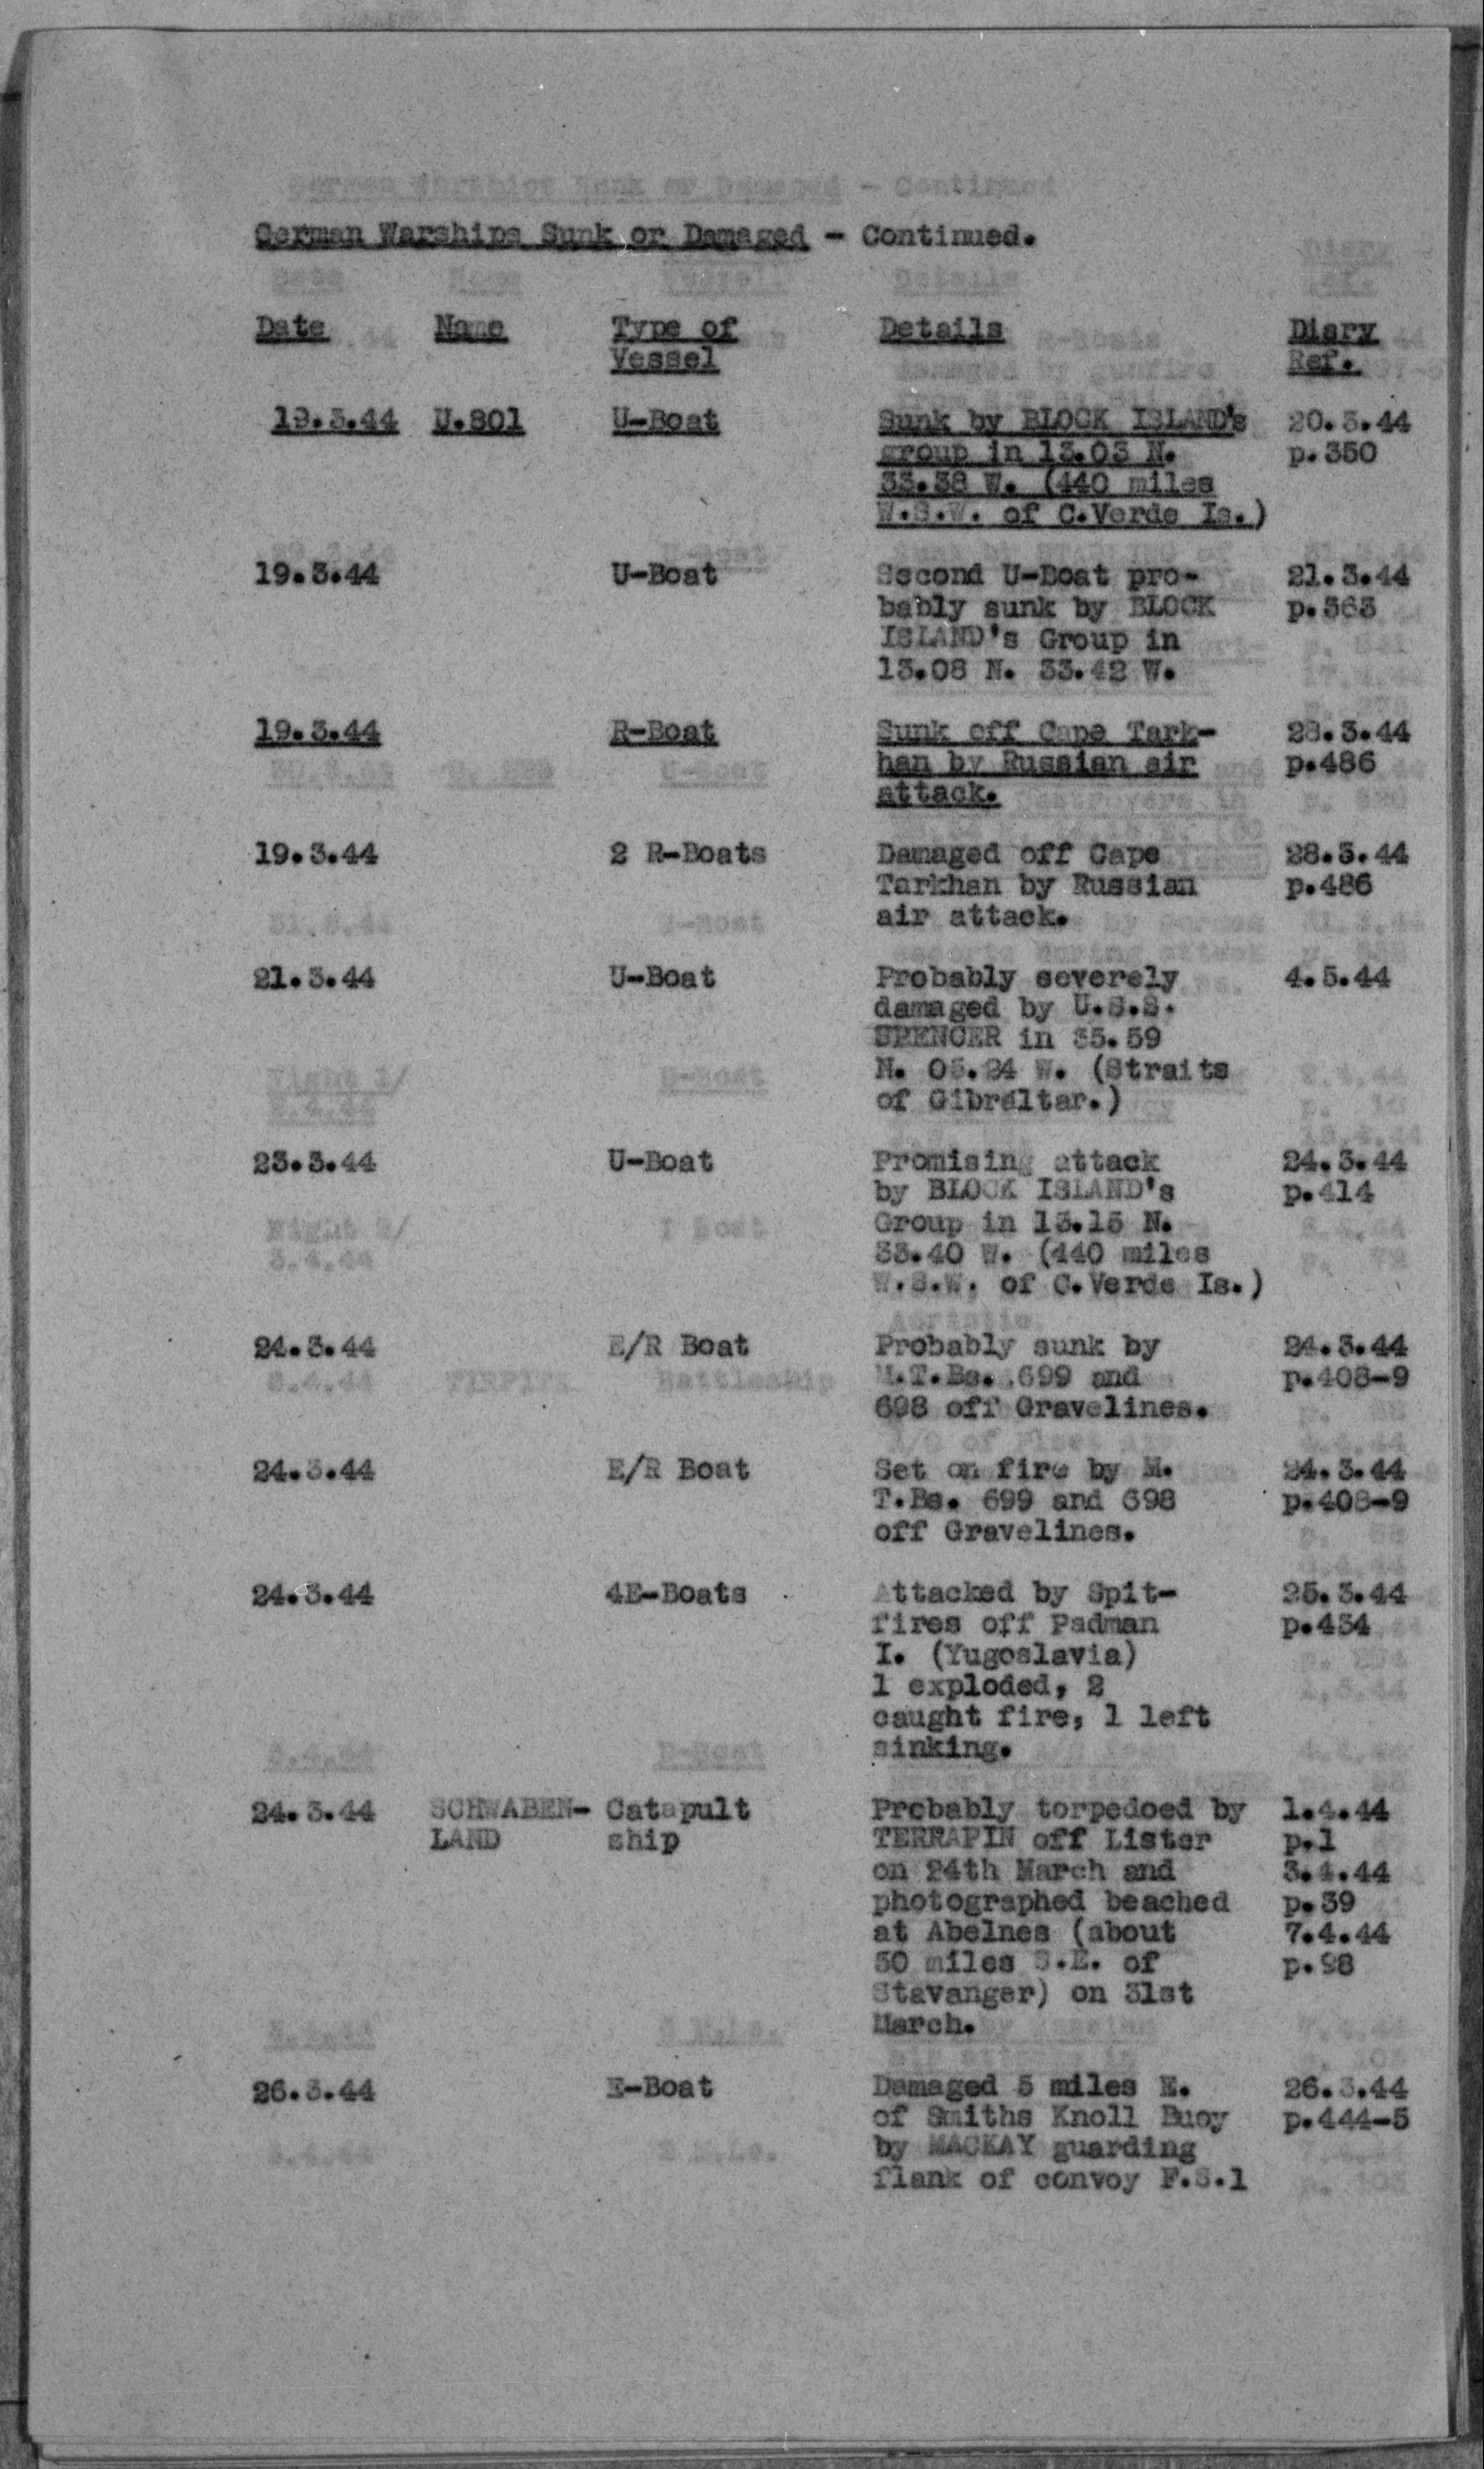 German Warships Sunk or Damaged - Continued.
Date Name Type of Vessel Details Diary Ref.
19.3.44 U.801 U-Boat Sunk by BLOCK ISLAND's 20.3.44
group in 13.03 N. p.350
33.38 W. (440 miles
W.S.W. of C.Verde Is.)
19.3.44 U-Boat Second U-Boat pro- 21.3.44
bably sunk by BLOCK p.363
ISLAND's Group in
13.08 N. 33.42 W.
19.3.44 R-Boat Sunk off Cape Tark- 28.3.44
han by Russian air p.486
attack.
19.3.44 2 R-Boats Damaged off Cape 28.3.44
Tarkhan by Russian p.486
air attack.
21.3.44 U-Boat Probably severely 4.5.44
damaged by U.S.S.
SPENCER in 35.59
N. 05.24 W. (Straits
of Gibraltar.)
23.3.44 U-Boat Promising attack 24.3.44
by BLOCK ISLAND's p.414
Group in 13.15 N.
33.40 W. (440 miles
W.S.W. of C.Verde Is.)
24.3.44 E/R Boat Probably sunk by 24.3.44
M.T.Bs. 699 and p.408-9
698 off Gravelines.
24.3.44 E/R Boat Set on fire by M. 24.3.44
T.Bs. 699 and 698 p.408-9
off Gravelines.
24.3.44 4E-Boats Attacked by Spit- 25.3.44
fires off Padman p.434
I. (Yugoslavia)
1 exploded, 2
caught fire, 1 left
sinking.
24.3.44 SCHWABEN- Catapult Probably torpedoed by 1.4.44
LAND ship TERRAPIN off Lister p.1
on 24th March and 3.4.44
photographed beached p.39
at Abelnes (about 7.4.44
50 miles S.E. of p.98
Stavanger) on 31st
March.
26.3.44 E-Boat Damaged 5 miles E. 26.3.44
of Smiths Knoll Buoy p.444-5
by MACKAY guarding
flank of convoy F.S.1